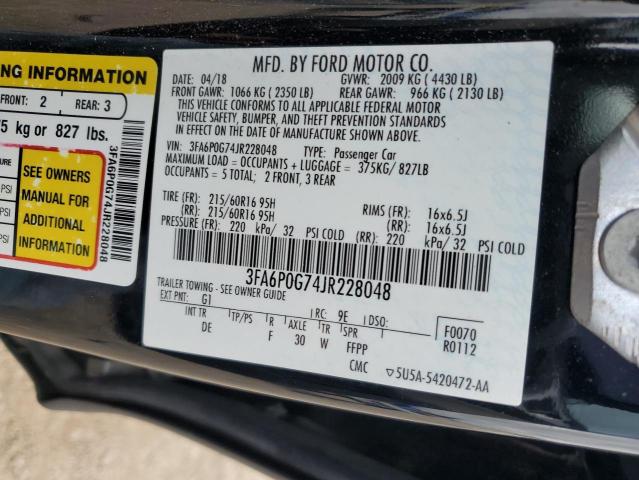 NG INFORMATION
FRONT: 2 REAR: 3
75 kg or 827 lbs.
SEE OWNERS
MANUAL FOR
ADDITIONAL
INFORMATION
PSI
PSI
PSI
3FA6P0G74JR228048
MFD. BY FORD MOTOR CO.
DATE: 04/18 GVWR: 2009 KG ( 4430 LB)
FRONT GAWR: 1066 KG ( 2350 LB) REAR GAWR: 966 KG ( 2130 LB)
THIS VEHICLE CONFORMS TO ALL APPLICABLE FEDERAL MOTOR
VEHICLE SAFETY, BUMPER, AND THEFT PREVENTION STANDARDS
IN EFFECT ON THE DATE OF MANUFACTURE SHOWN ABOVE.
VIN: 3FA6P0G74JR228048 TYPE: Passenger Car
MAXIMUM LOAD = OCCUPANTS + LUGGAGE = 375KG/ 827LB
OCCUPANTS = 5 TOTAL; 2 FRONT, 3 REAR
TIRE (FR): 215/60R16 95H RIMS (FR): 16x6.5J
(RR): 215/60R16 95H (RR): 16x6.5J
PRESSURE (FR): 220 kPa/ 32 PSI COLD (RR) 220 kPa/ 32 PSI COLD
3FA6P0G74JR228048
TRAILER TOWING - SEE OWNER GUIDE
EXT PNT: G1 RC: 9E DSO:
INT TR TP/PS R AXLE TR SPR
DE F 30 W FFPP
F0070
R0112
CMC 5U5A-5420472-AA